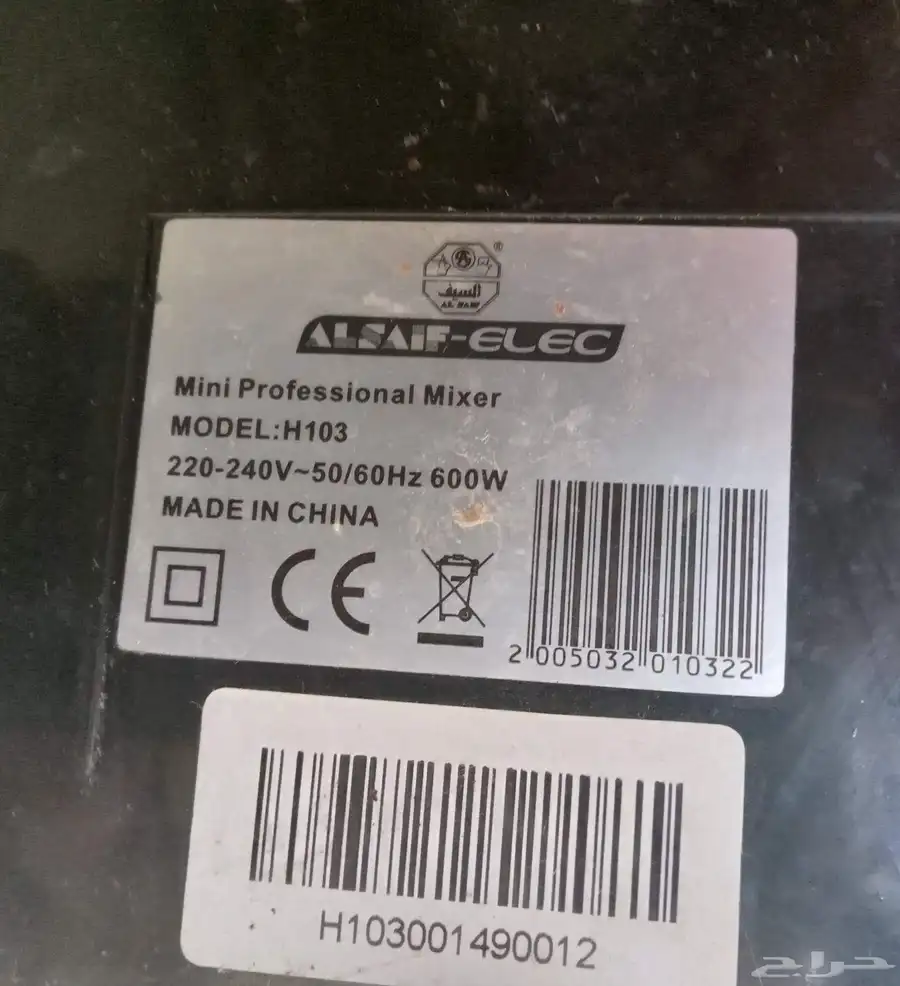 ®
السيف
AL SAIF
ALSAIF-ELEC
Mini Professional Mixer
MODEL:H103
220-240V~50/60Hz 600W
MADE IN CHINA
CE
2 005032 010322
H103001490012
حراج